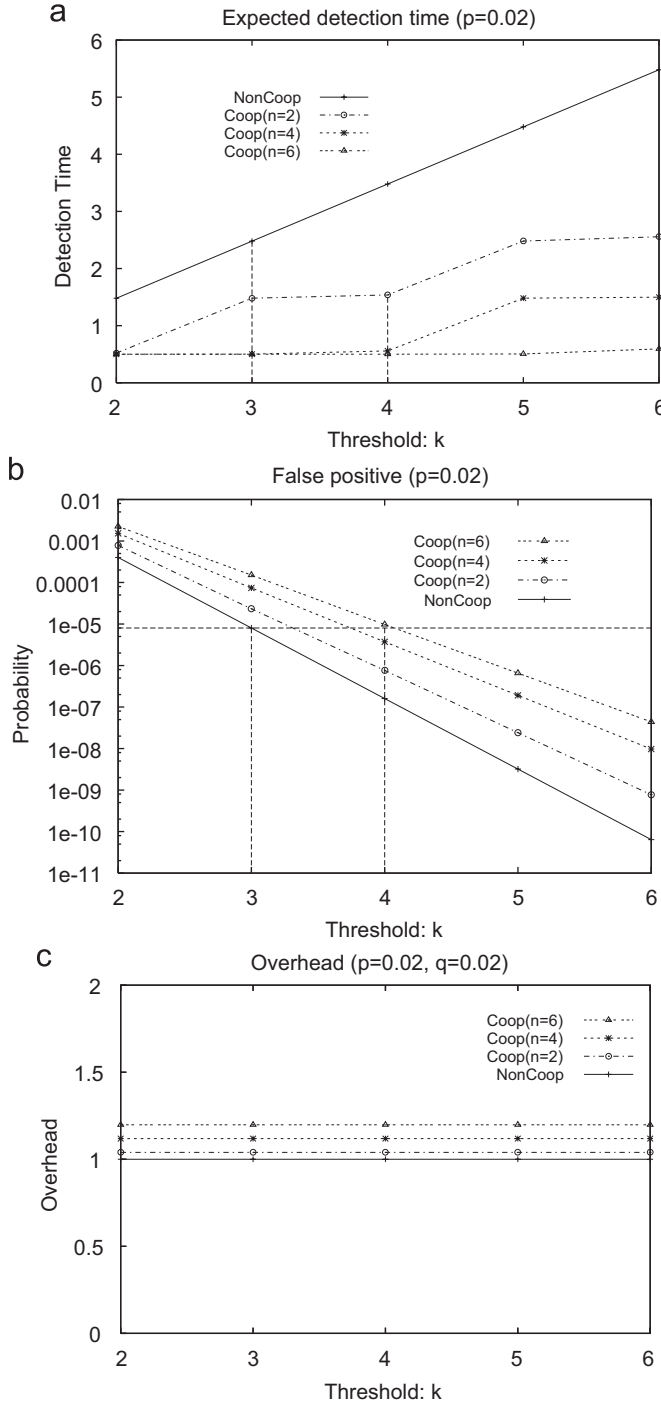 a
Expected detection time (p=0.02)
6
5
4
3
2
1
0
Detection Time
NonCoop
Coop(n=2)
Coop(n=4)
Coop(n=6)
2 3 4 5 6
Threshold: k
b
False positive (p=0.02)
0.01
0.001
0.0001
1e-05
1e-06
1e-07
1e-08
1e-09
1e-10
1e-11
Probability
Coop(n=6)
Coop(n=4)
Coop(n=2)
NonCoop
2 3 4 5 6
Threshold: k
c
Overhead (p=0.02, q=0.02)
2
1.5
1
0.5
0
Overhead
Coop(n=6)
Coop(n=4)
Coop(n=2)
NonCoop
2 3 4 5 6
Threshold: k